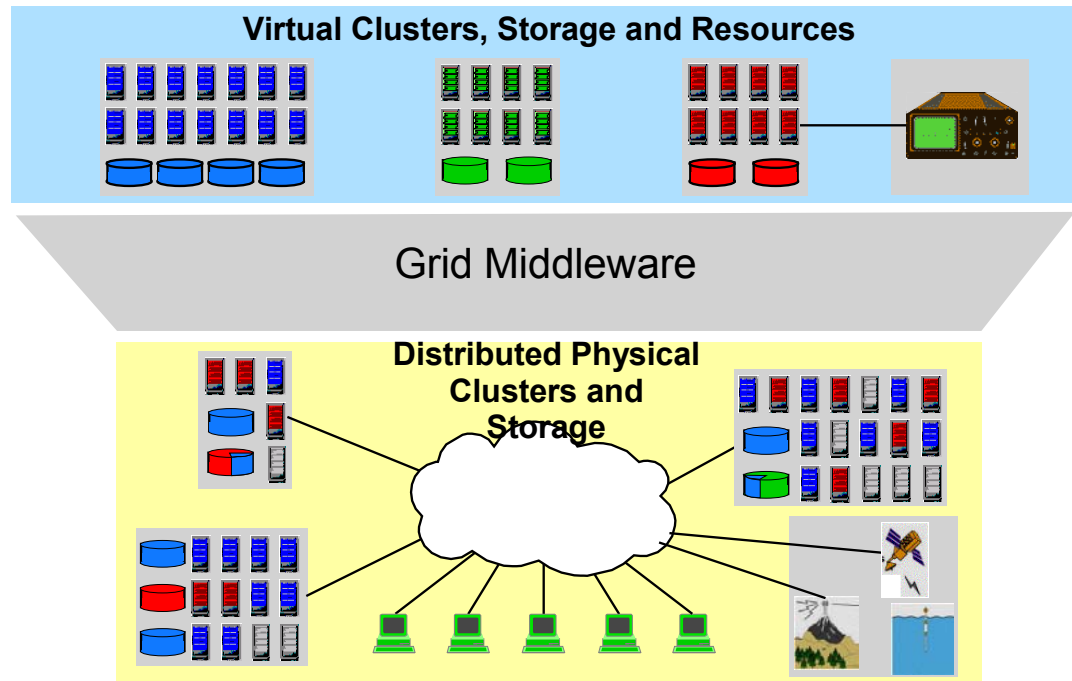 Virtual Clusters, Storage and Resources
Grid Middleware
Distributed Physical
Clusters and
Storage